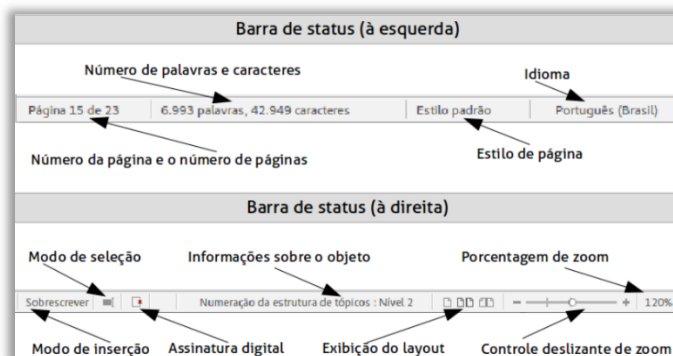 Barra de status (à esquerda)
Número de palavras e caracteres
Idioma
Página 15 de 23 6.993 palavras, 42.949 caracteres Estilo padrão Português (Brasil)
Número da página e o número de páginas
Estilo de página
Barra de status (à direita)
Modo de seleção Informações sobre o objeto Porcentagem de zoom
Sobrescrever Numeração da estrutura de tópicos : Nível 2 120%
Modo de inserção Assinatura digital Exibição do layout Controle deslizante de zoom